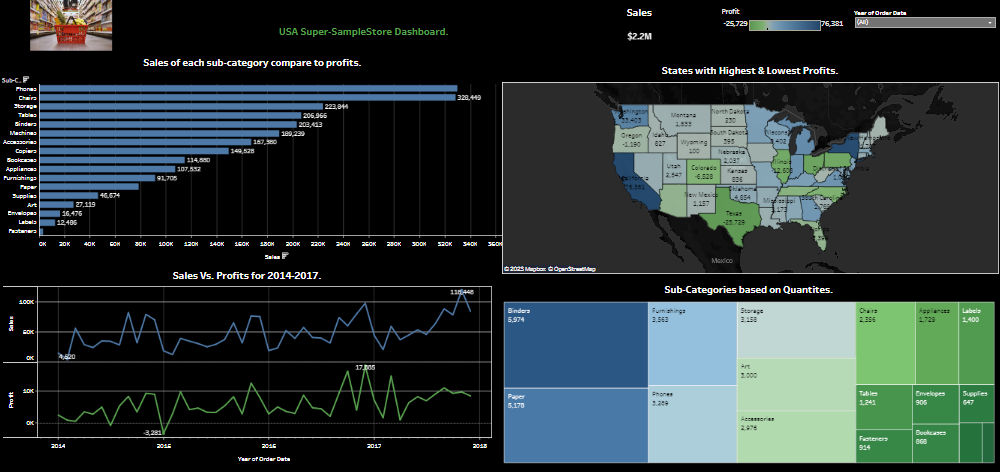 USA Super-SampleStore Dashboard.
Sales
$2.2M
Profit
-25,729
76,381
Year of Order Date
(All)
Sales of each sub-category compare to profits.
Sub-C..
Phones
Chairs 328,449
Storage 223,844
Tables 206,966
Binders 203,413
Machines 189,239
Accessories 167,380
Copiers 149,528
Bookcases 114,880
Appliances 107,532
Furnishings 91,705
Paper
Supplies 46,674
Art 27,119
Envelopes 16,476
Labels 12,486
Fasteners
0K 20K 40K 60K 80K 100K 120K 140K 160K 180K 200K 220K 240K 260K 280K 300K 320K 340K 360K
Sales
States with Highest & Lowest Profits.
Montana
1,833
North Dakota
230
Oregon
-1,190
Idaho
827
Wyoming
100
South Dakota
395
Nebraska
2,037
Utah
2,547
Colorado
-6,528
Kansas
836
New Mexico
1,157
Oklahoma
4,854
Texas
-25,729
Mexico
© 2023 Mapbox © OpenStreetMap
Sales Vs. Profits for 2014-2017.
Sales
100K
50K
0K
4,520
118,448
Profit
10K
0K
-3,281
2014 2015 2016 2017 2018
Year of Order Date
Sub-Categories based on Quantites.
Binders
5,974
Paper
5,178
Furnishings
3,563
Phones
3,289
Storage
3,158
Art
3,000
Accessories
2,976
Chairs
2,356
Appliances
1,729
Labels
1,400
Tables
1,241
Fasteners
914
Envelopes
906
Bookcases
868
Supplies
647